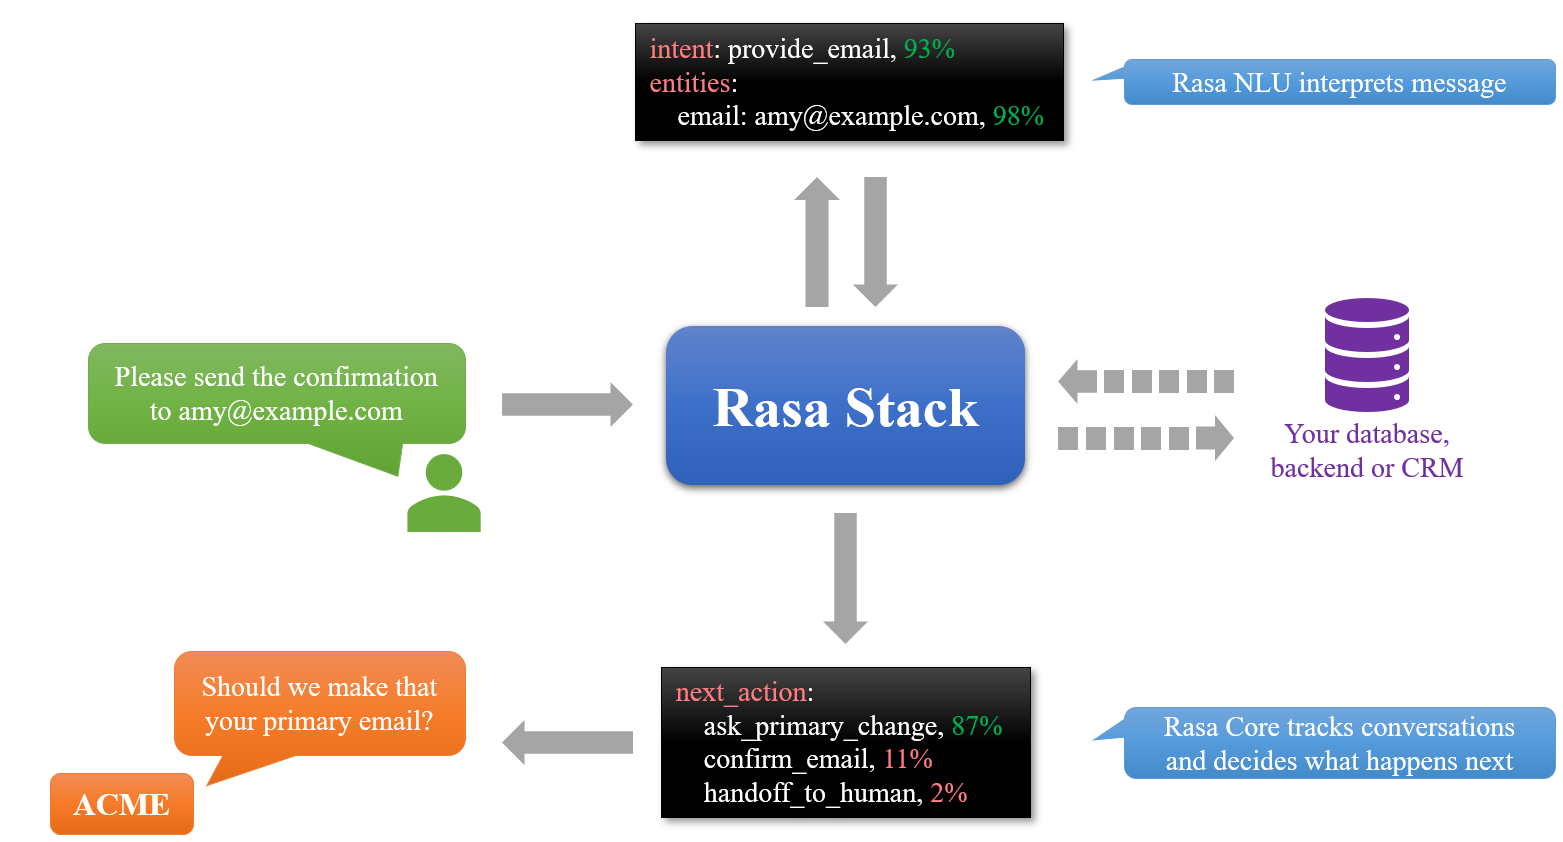 intent: provide_email, 93%
entities:
email: amy@example.com, 98%
Rasa NLU interprets message
Please send the confirmation
to amy@example.com
Rasa Stack
Your database,
backend or CRM
Should we make that
your primary email?
ACME
next_action:
ask_primary_change, 87%
confirm_email, 11%
handoff_to_human, 2%
Rasa Core tracks conversations
and decides what happens next